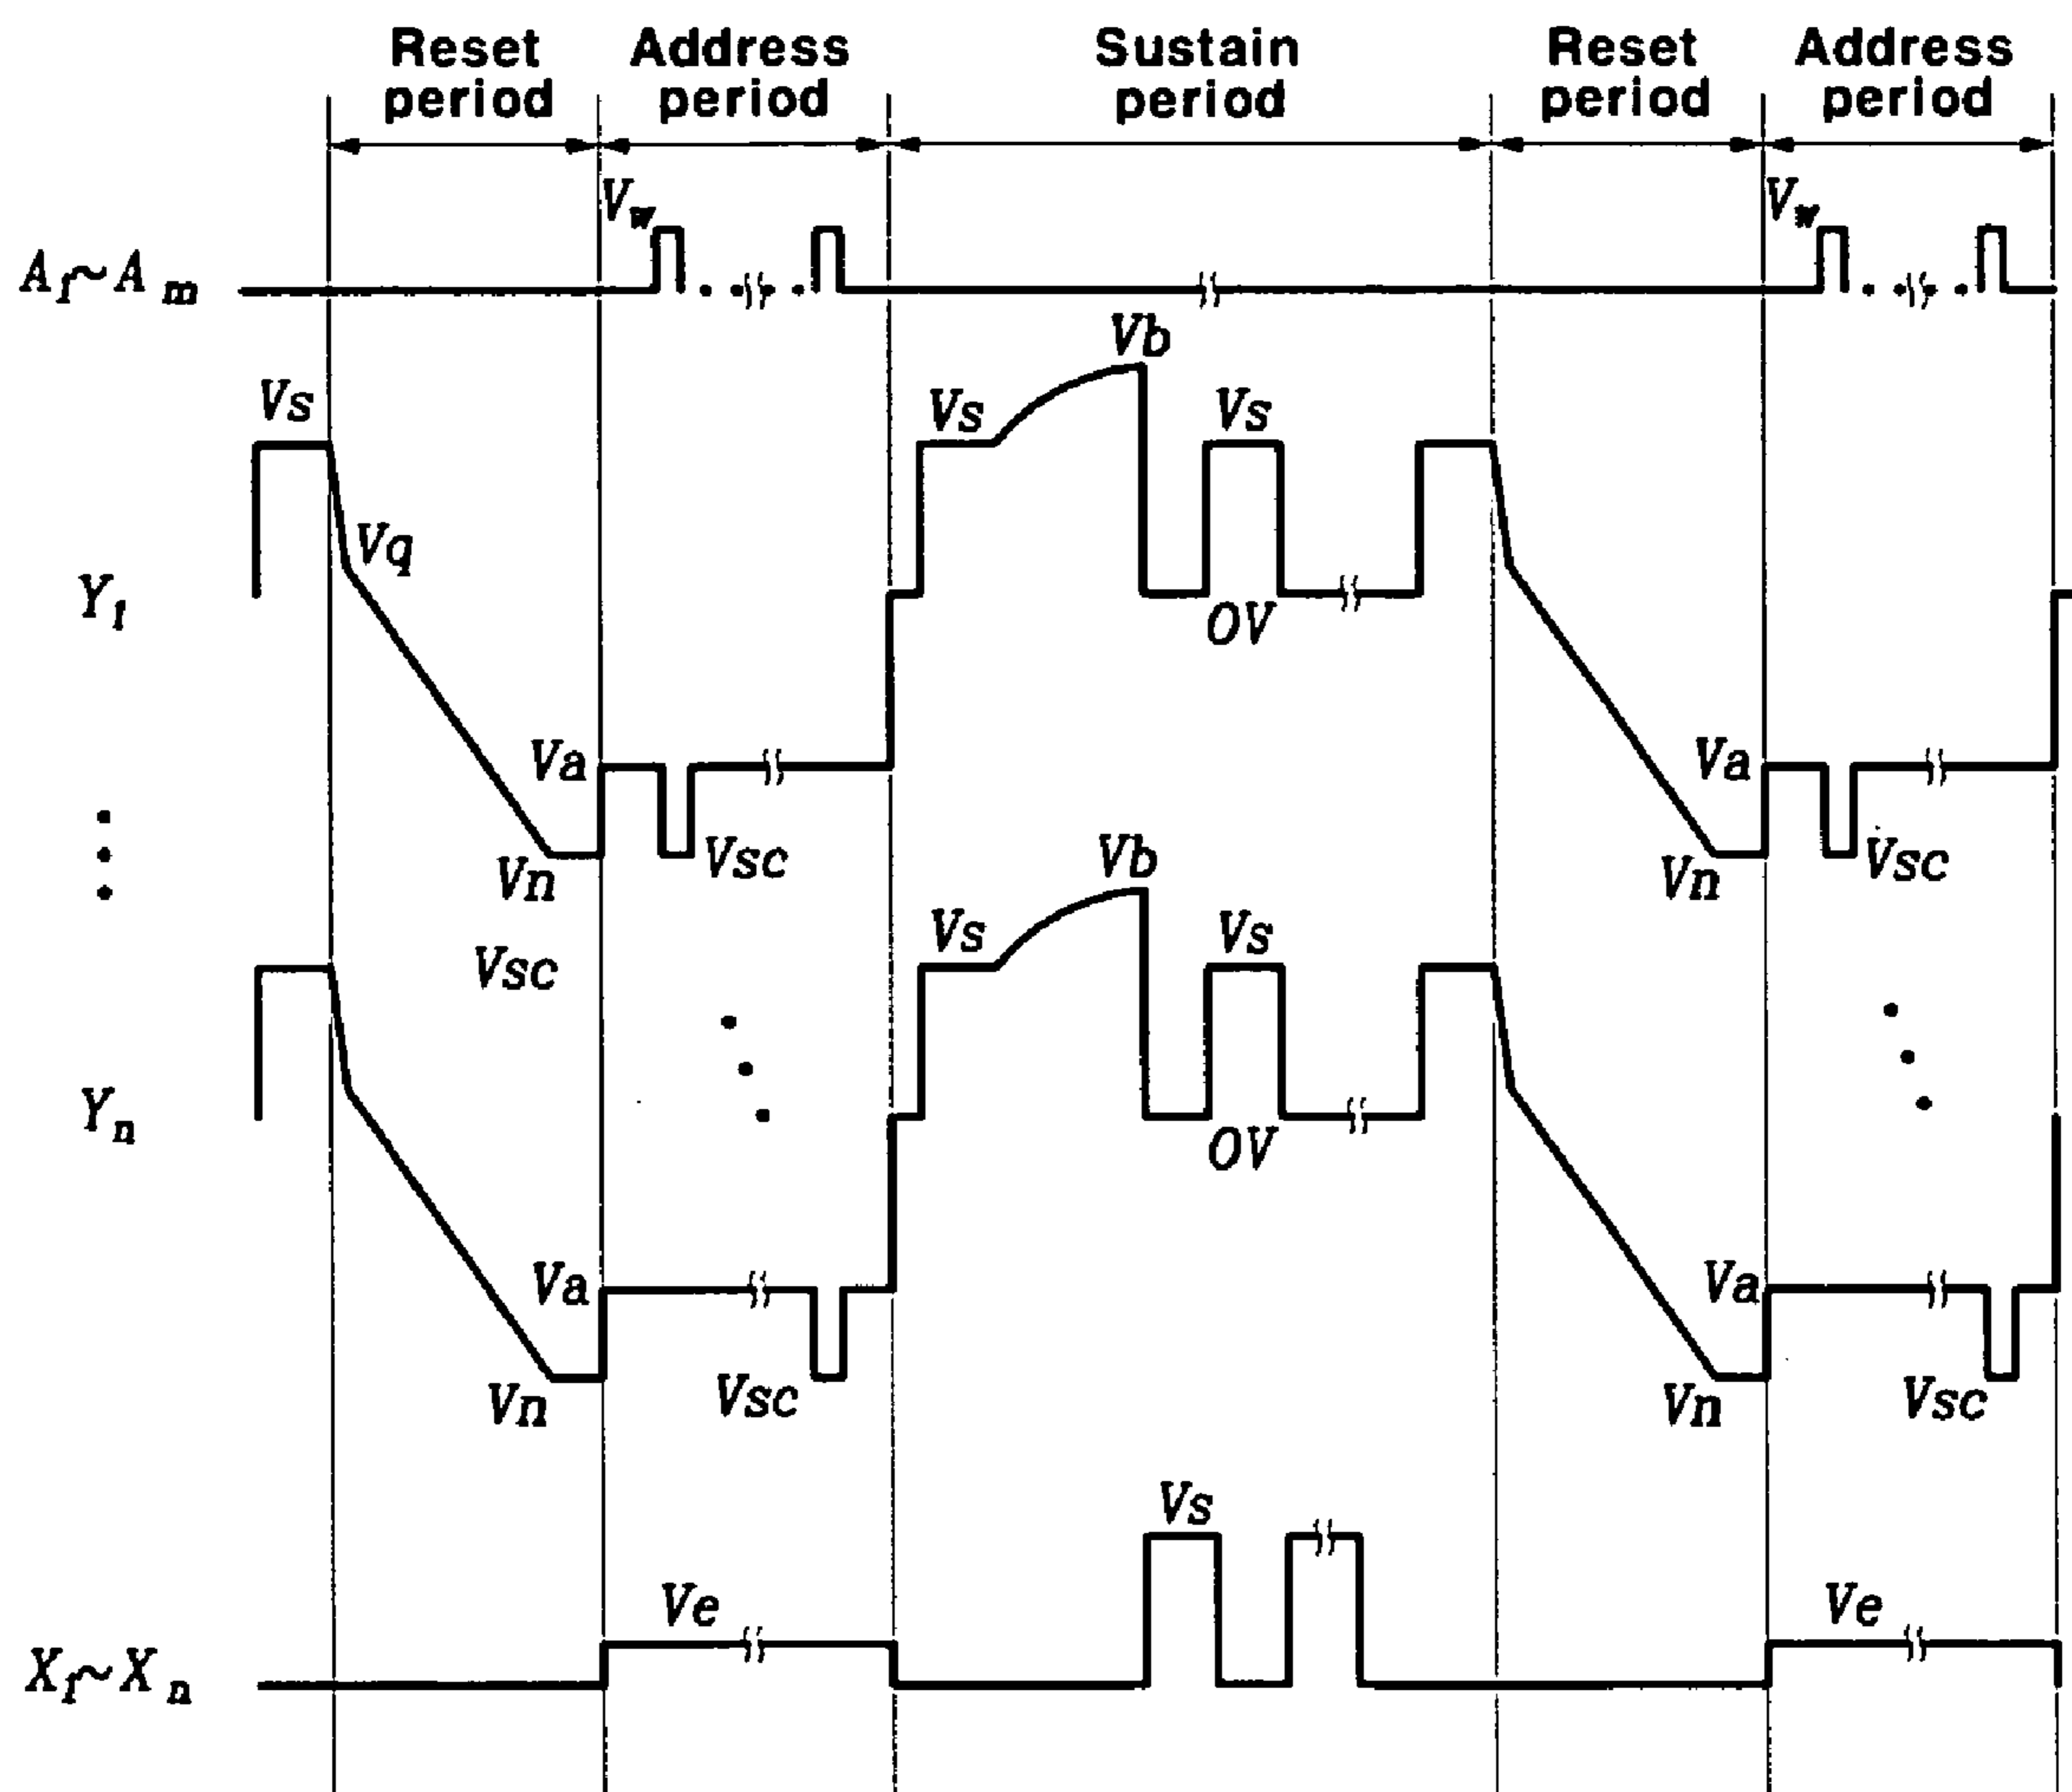 Reset period
Address period
Sustain period
Reset period
Address period
Vw
Vw
A1~Am
Vb
Vs
Vs
Vs
Vq
Y1
OV
Va
Va
Vsc
Vsc
Vn
Vn
Vb
Vs
Vs
Vsc
Yn
OV
Va
Va
Vn
Vsc
Vn
Vsc
Vs
Ve
Ve
X1~Xn